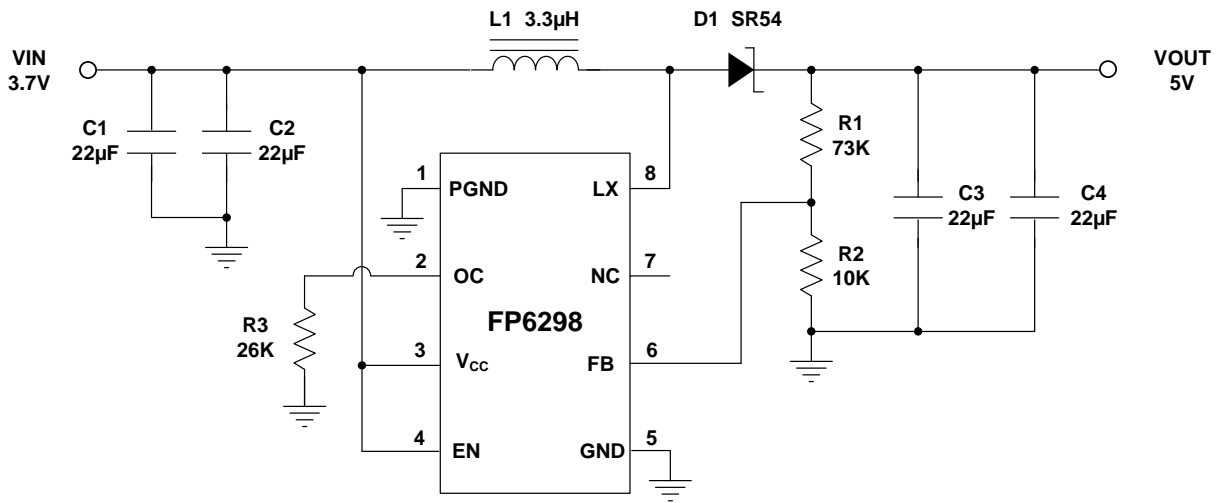 L1 3.3µH
D1 SR54
VIN
3.7V
VOUT
5V
C1
22µF
C2
22µF
R1
73K
1
PGND
LX
8
C3
22µF
C4
22µF
2
OC
NC
7
R2
10K
R3
26K
FP6298
3
VCC
FB
6
4
EN
GND
5